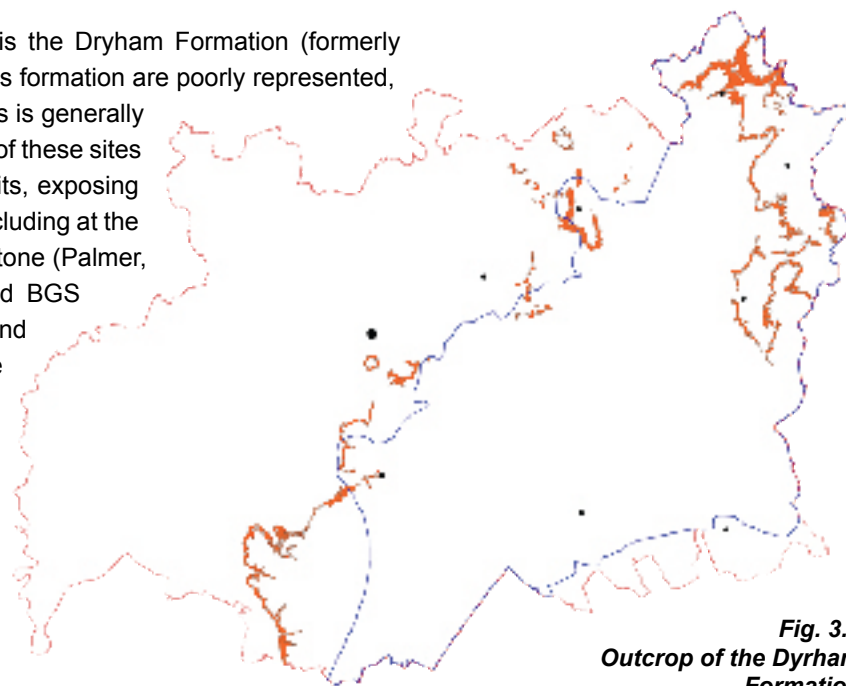 is the Dryham Formation (formerly
s formation are poorly represented,
s is generally
of these sites
its, exposing
cluding at the
tone (Palmer,
d BGS
nd
e
Fig. 3.
Outcrop of the Dyrham
Formation